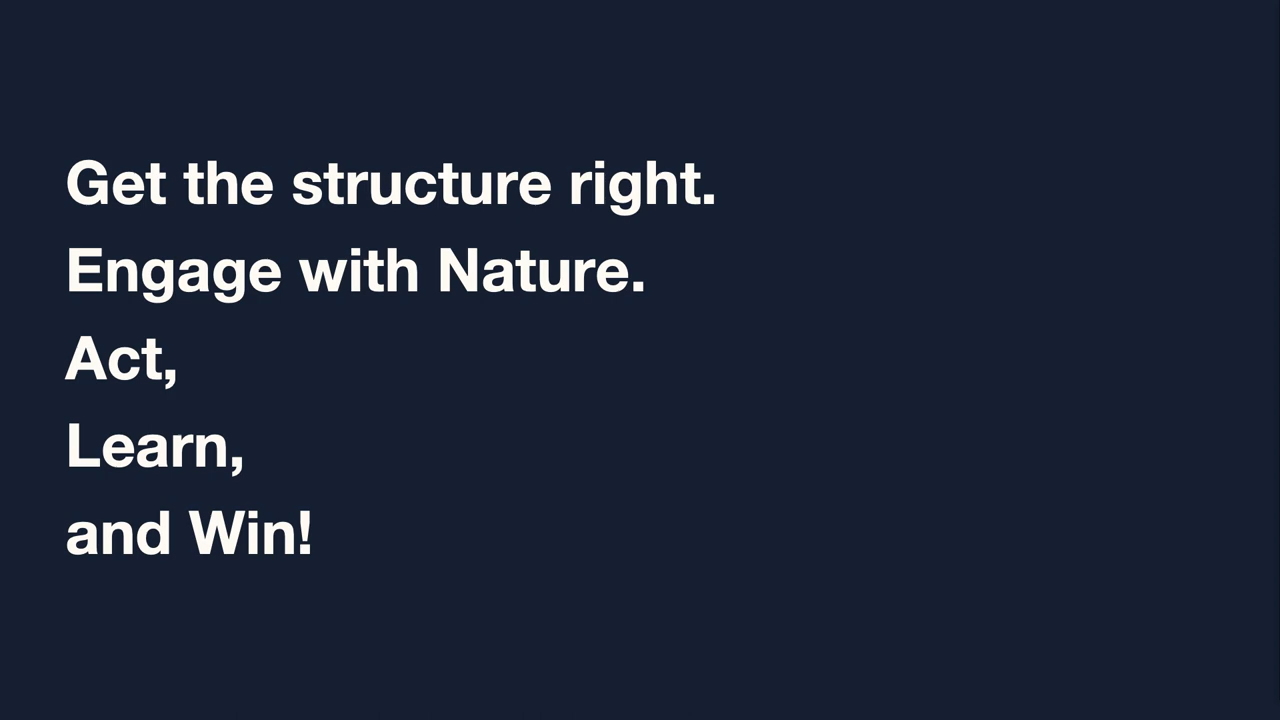 Get the structure right.
Engage with Nature.
Act,
Learn,
and Win!